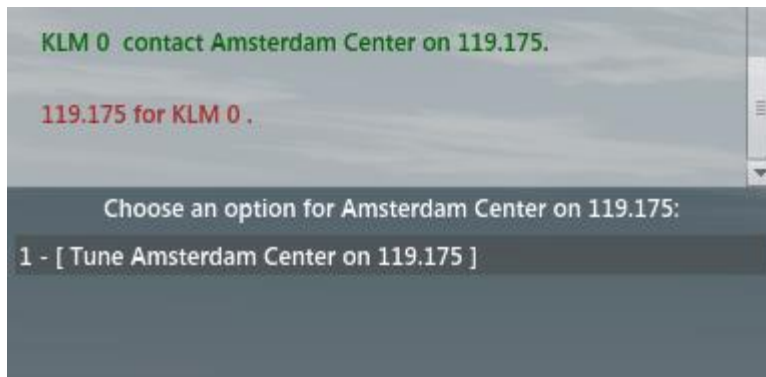 KLM 0 contact Amsterdam Center on 119.175.
119.175 for KLM 0 .
Choose an option for Amsterdam Center on 119.175:
1 - [ Tune Amsterdam Center on 119.175 ]